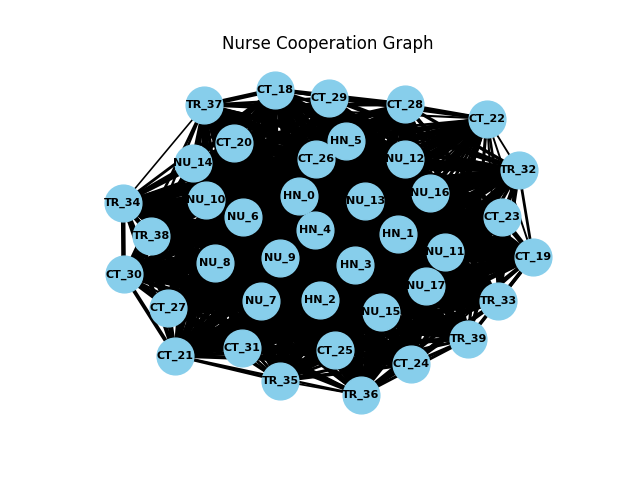 Nurse Cooperation Graph
CT_18
CT_29
TR_37
CT_28
CT_22
CT_20
HN_5
CT_26
NU_12
NU_14
TR_32
NU_16
HN_0
NU_10
NU_13
TR_34
NU_6
CT_23
HN_4
HN_1
TR_38
NU_11
CT_19
NU_9
NU_8
HN_3
CT_30
NU_17
HN_2
NU_7
TR_33
CT_27
NU_15
TR_39
CT_31
CT_25
CT_21
CT_24
TR_35
TR_36